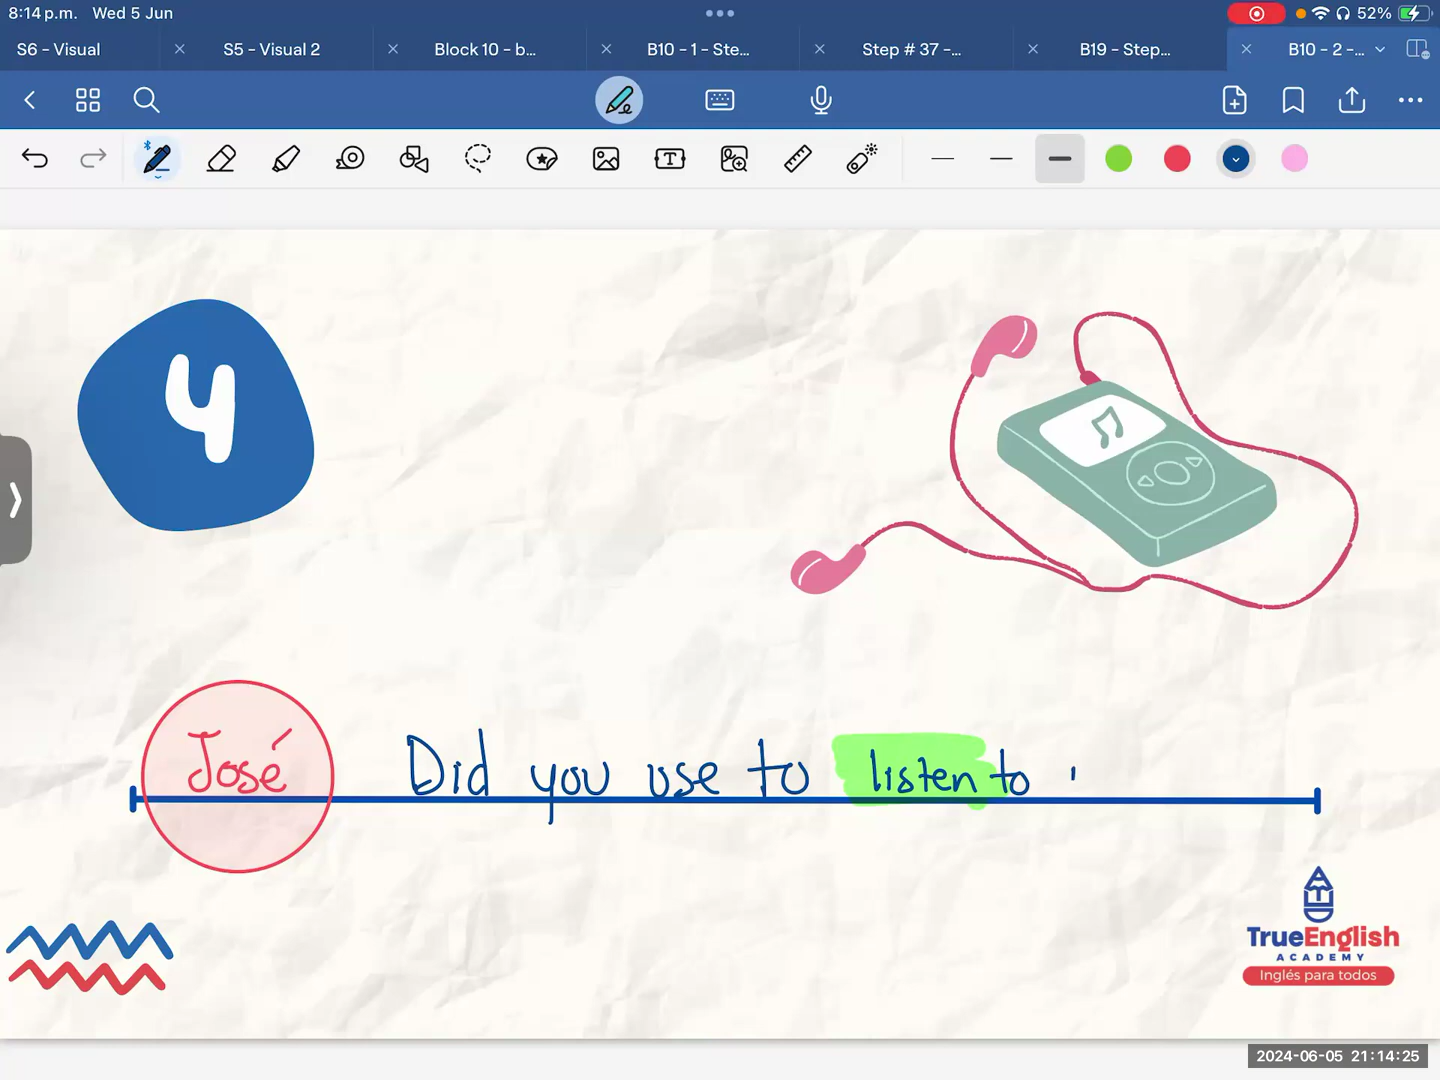 8:14 p.m. Wed 5 Jun
52%
S6 - Visual
S5 - Visual 2
Block 10 - b...
B10 - 1 - Ste...
Step # 37 -...
B19 - Step...
B10 - 2 -...
4
José Did you use to listen to
TrueEnglish
ACADEMY
Inglés para todos
2024-06-05 21:14:25